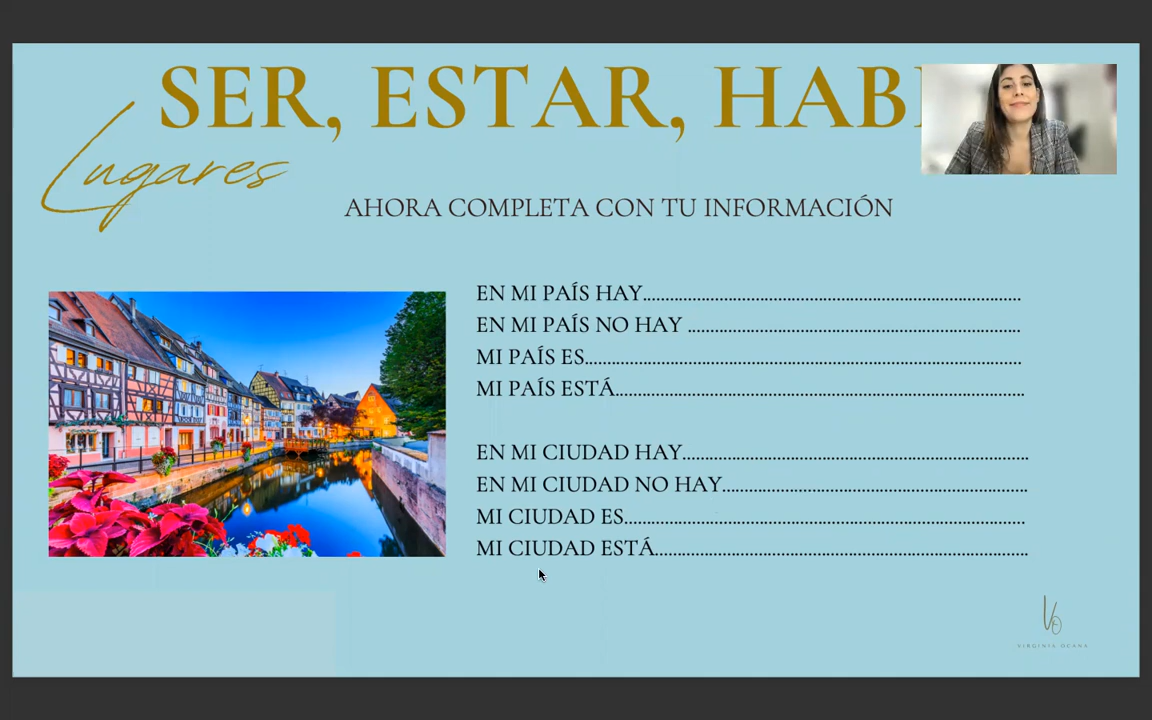 SER, ESTAR, HAB
Lugares
AHORA COMPLETA CON TU INFORMACIÓN
EN MI PAÍS HAY..............................................................................................
EN MI PAÍS NO HAY ...................................................................................
MI PAÍS ES.............................................................................................................
MI PAÍS ESTÁ......................................................................................................
EN MI CIUDAD HAY......................................................................................
EN MI CIUDAD NO HAY............................................................................
MI CIUDAD ES....................................................................................................
MI CIUDAD ESTÁ.............................................................................................
VO
VIRGINIA OCANA